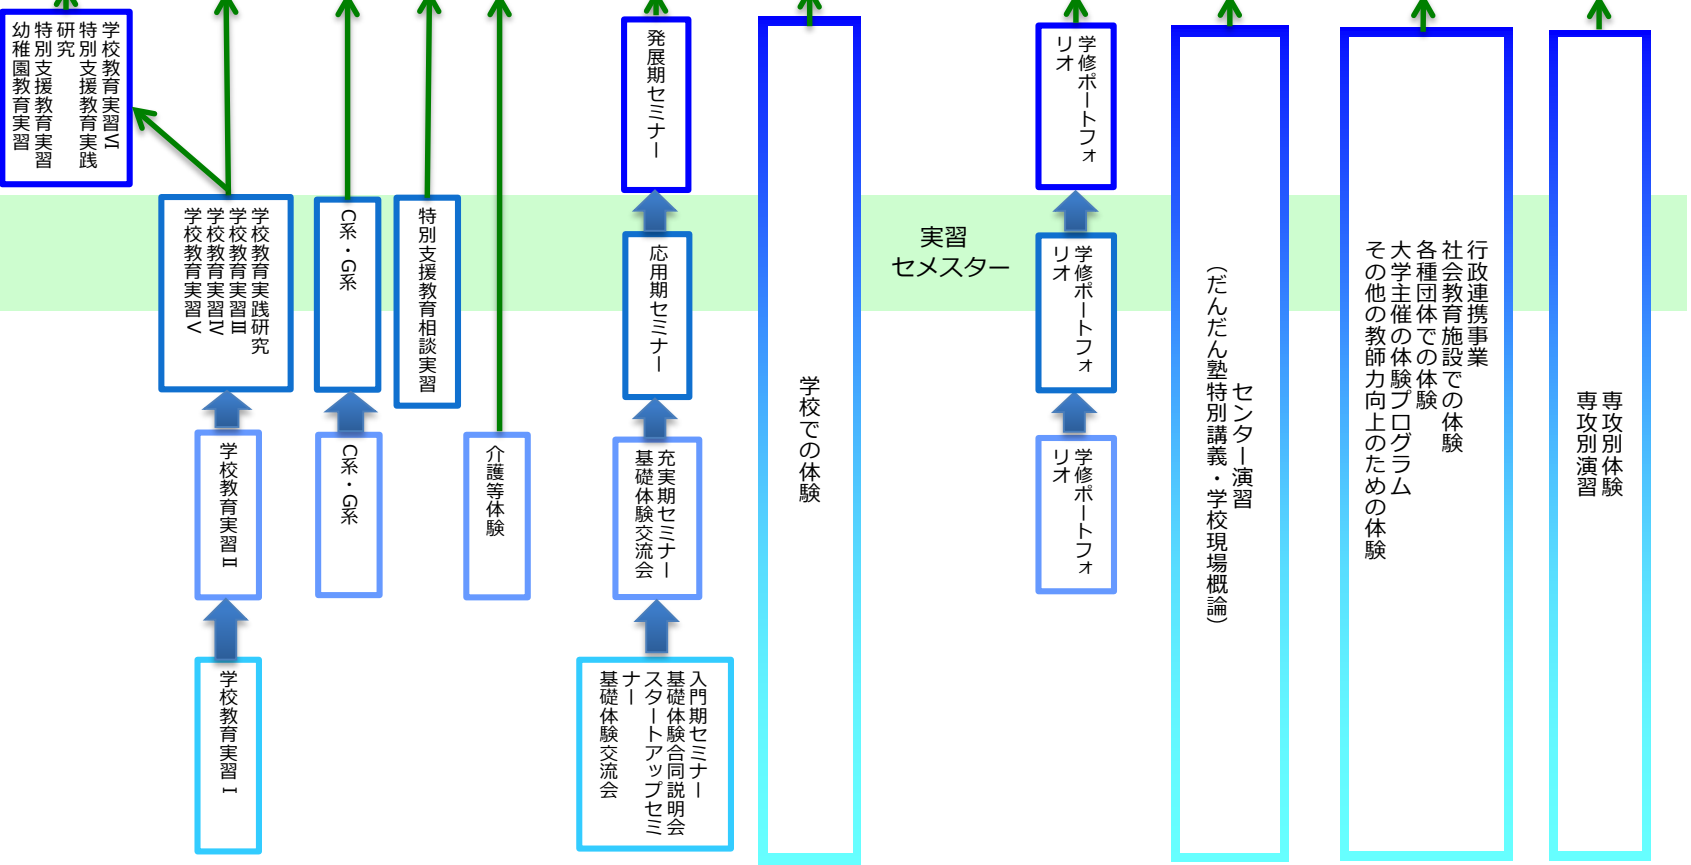 学校教育実習Ⅵ
特別支援教育実践
研究
特別支援教育実習
幼稚園教育実習
学校教育実践研究
学校教育実習Ⅲ
学校教育実習Ⅳ
学校教育実習Ⅴ
学校教育実習Ⅱ
学校教育実習Ⅰ
C系・G系
C系・G系
特別支援教育相談実習
介護等体験
発展期セミナー
応用期セミナー
充実期セミナー
基礎体験交流会
入門期セミナー
基礎体験合同説明会
スタートアップセミ
ナー
基礎体験交流会
学校での体験
実習
セメスター
学修ポートフォ
リオ
学修ポートフォ
リオ
学修ポートフォ
リオ
センター演習
（だんだん塾特別講義・学校現場概論）
行政連携事業
社会教育施設での体験
各種団体での体験
大学主催の体験プログラム
その他の教師力向上のための体験
専攻別体験
専攻別演習